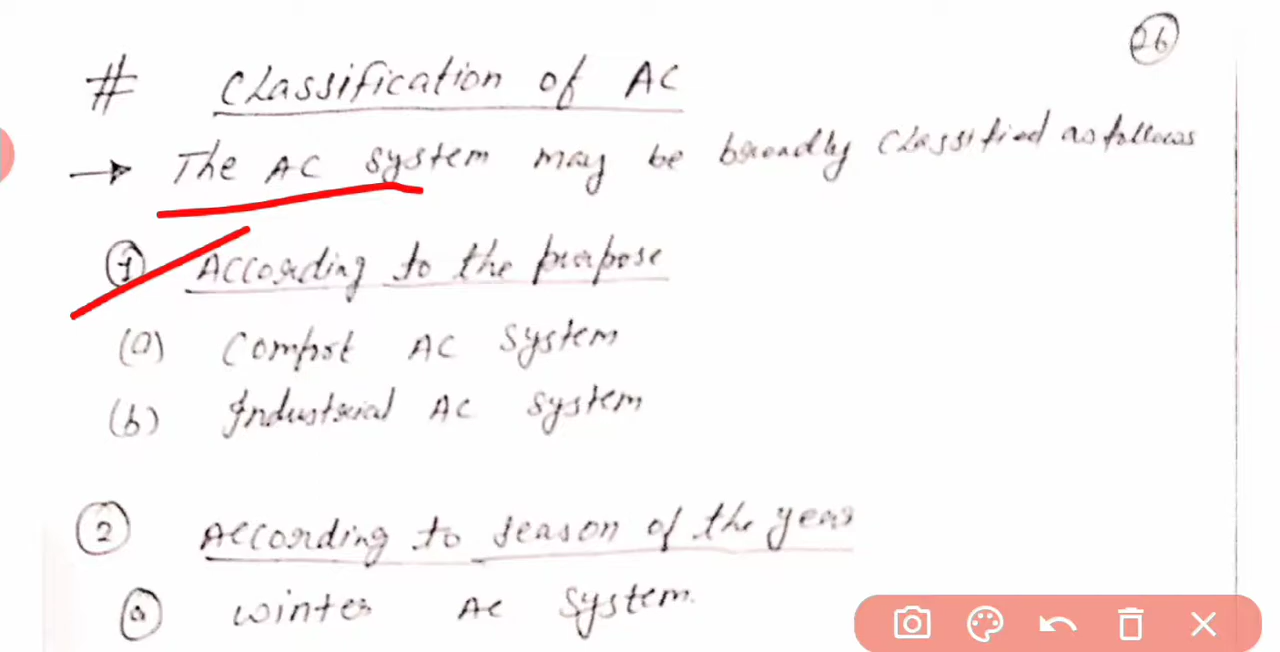 26
# Classification of AC
→ The AC system may be broadly classified as follows
1 According to the purpose
(a) Comfort AC System
(b) Industrial AC System
2 According to season of the year
a winter AC System.